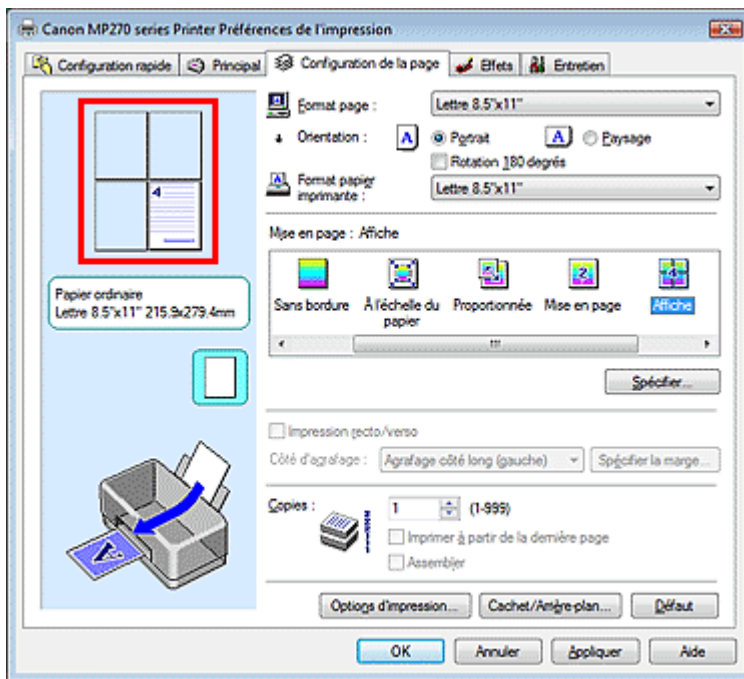 Canon MP270 series Printer Préférences de l'impression
Configuration rapide Principal Configuration de la page Effets Entretien
Format page : Lettre 8.5"x11"
Orientation : A Portrait A Paysage
Rotation 180 degrés
Format papier imprimante : Lettre 8.5"x11"
4
Mise en page : Affiche
Sans bordure À l'échelle du papier Proportionnée Mise en page Affiche
Papier ordinaire
Lettre 8.5"x11" 215.9x279.4mm
Spécifier...
Impression recto/verso
Côté d'agrafage : Agrafage côté long (gauche) Spécifier la marge...
Copies : 1 (1-999)
Imprimer à partir de la dernière page
Assembler
Options d'impression... Cachet/Arrière-plan... Défaut
OK Annuler Appliquer Aide